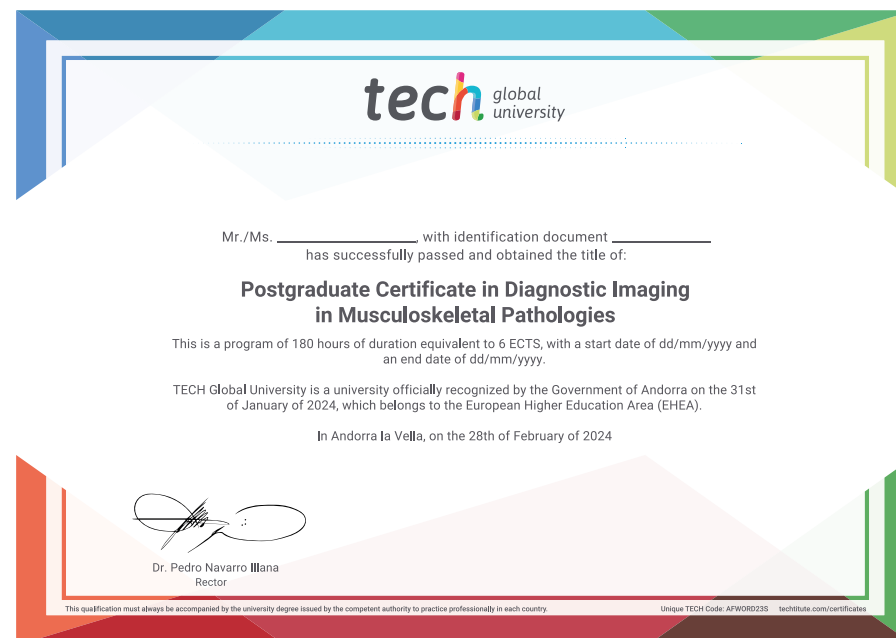 tech global
university
Mr./Ms. ________________, with identification document ____________
has successfully passed and obtained the title of:
Postgraduate Certificate in Diagnostic Imaging
in Musculoskeletal Pathologies
This is a program of 180 hours of duration equivalent to 6 ECTS, with a start date of dd/mm/yyyy and
an end date of dd/mm/yyyy.
TECH Global University is a university officially recognized by the Government of Andorra on the 31st
of January of 2024, which belongs to the European Higher Education Area (EHEA).
In Andorra la Vella, on the 28th of February of 2024
Dr. Pedro Navarro Illana
Rector
This qualification must always be accompanied by the university degree issued by the competent authority to practice professionally in each country. Unique TECH Code: AFWORD23S techtitute.com/certificates